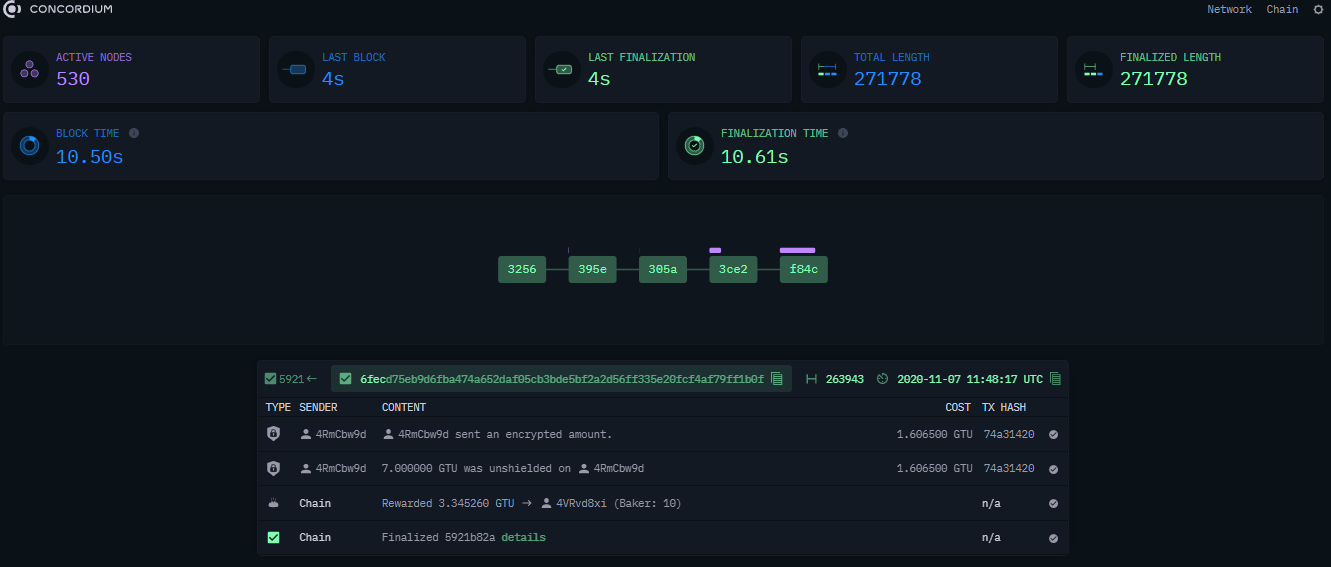 CONCORDIUM
Network Chain
ACTIVE NODES
530
LAST BLOCK
4s
LAST FINALIZATION
4s
TOTAL LENGTH
271778
FINALIZED LENGTH
271778
BLOCK TIME
10.50s
FINALIZATION TIME
10.61s
3256 395e 305a 3ce2 f84c
5921← 6fecd75eb9d6fba474a652daf05cb3bde5bf2a2d56ff335e20fcf4af79ff1b0f 263943 2020-11-07 11:48:17 UTC
TYPE SENDER CONTENT COST TX HASH
4RmCbw9d 4RmCbw9d sent an encrypted amount. 1.606500 GTU 74a31420
4RmCbw9d 7.000000 GTU was unshielded on 4RmCbw9d 1.606500 GTU 74a31420
Chain Rewarded 3.345260 GTU → 4VRvd8xi (Baker: 10) n/a
Chain Finalized 5921b82a details n/a